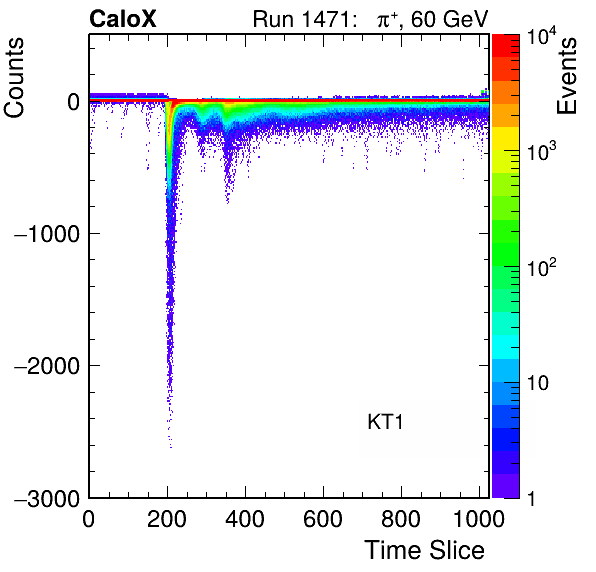 CaloX Run 1471: π⁺, 60 GeV
Counts
Events
0
−1000
−2000
−3000
10⁴
10³
10²
10
1
KT1
0 200 400 600 800 1000
Time Slice